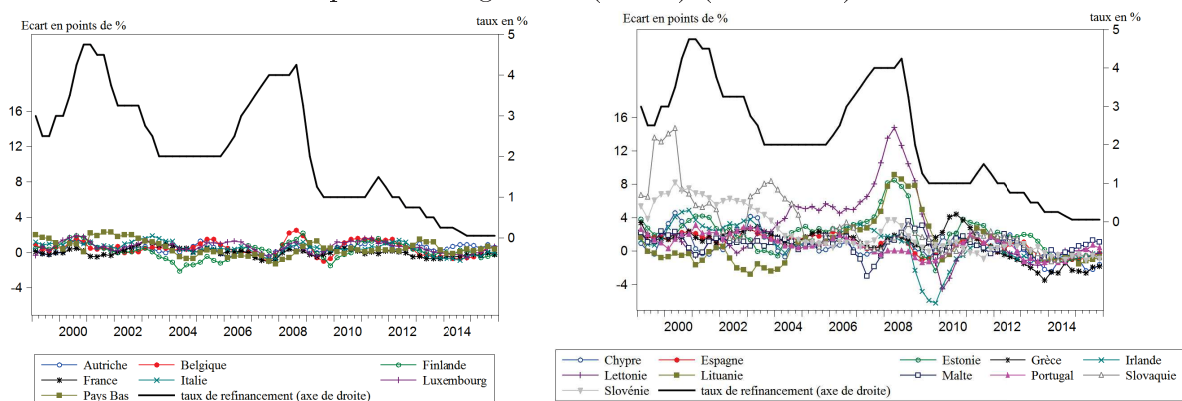 Ecart en points de %
taux en %
5
4
3
2
1
0
16
12
8
4
0
-4
2000 2002 2004 2006 2008 2010 2012 2014
Autriche Belgique Finlande
France Italie Luxembourg
Pays Bas taux de refinancement (axe de droite)
Ecart en points de %
taux en %
5
4
3
2
1
0
16
12
8
4
0
-4
2000 2002 2004 2006 2008 2010 2012 2014
Chypre Espagne Estonie Grèce Irlande
Lettonie Lituanie Malte Portugal Slovaquie
Slovénie taux de refinancement (axe de droite)